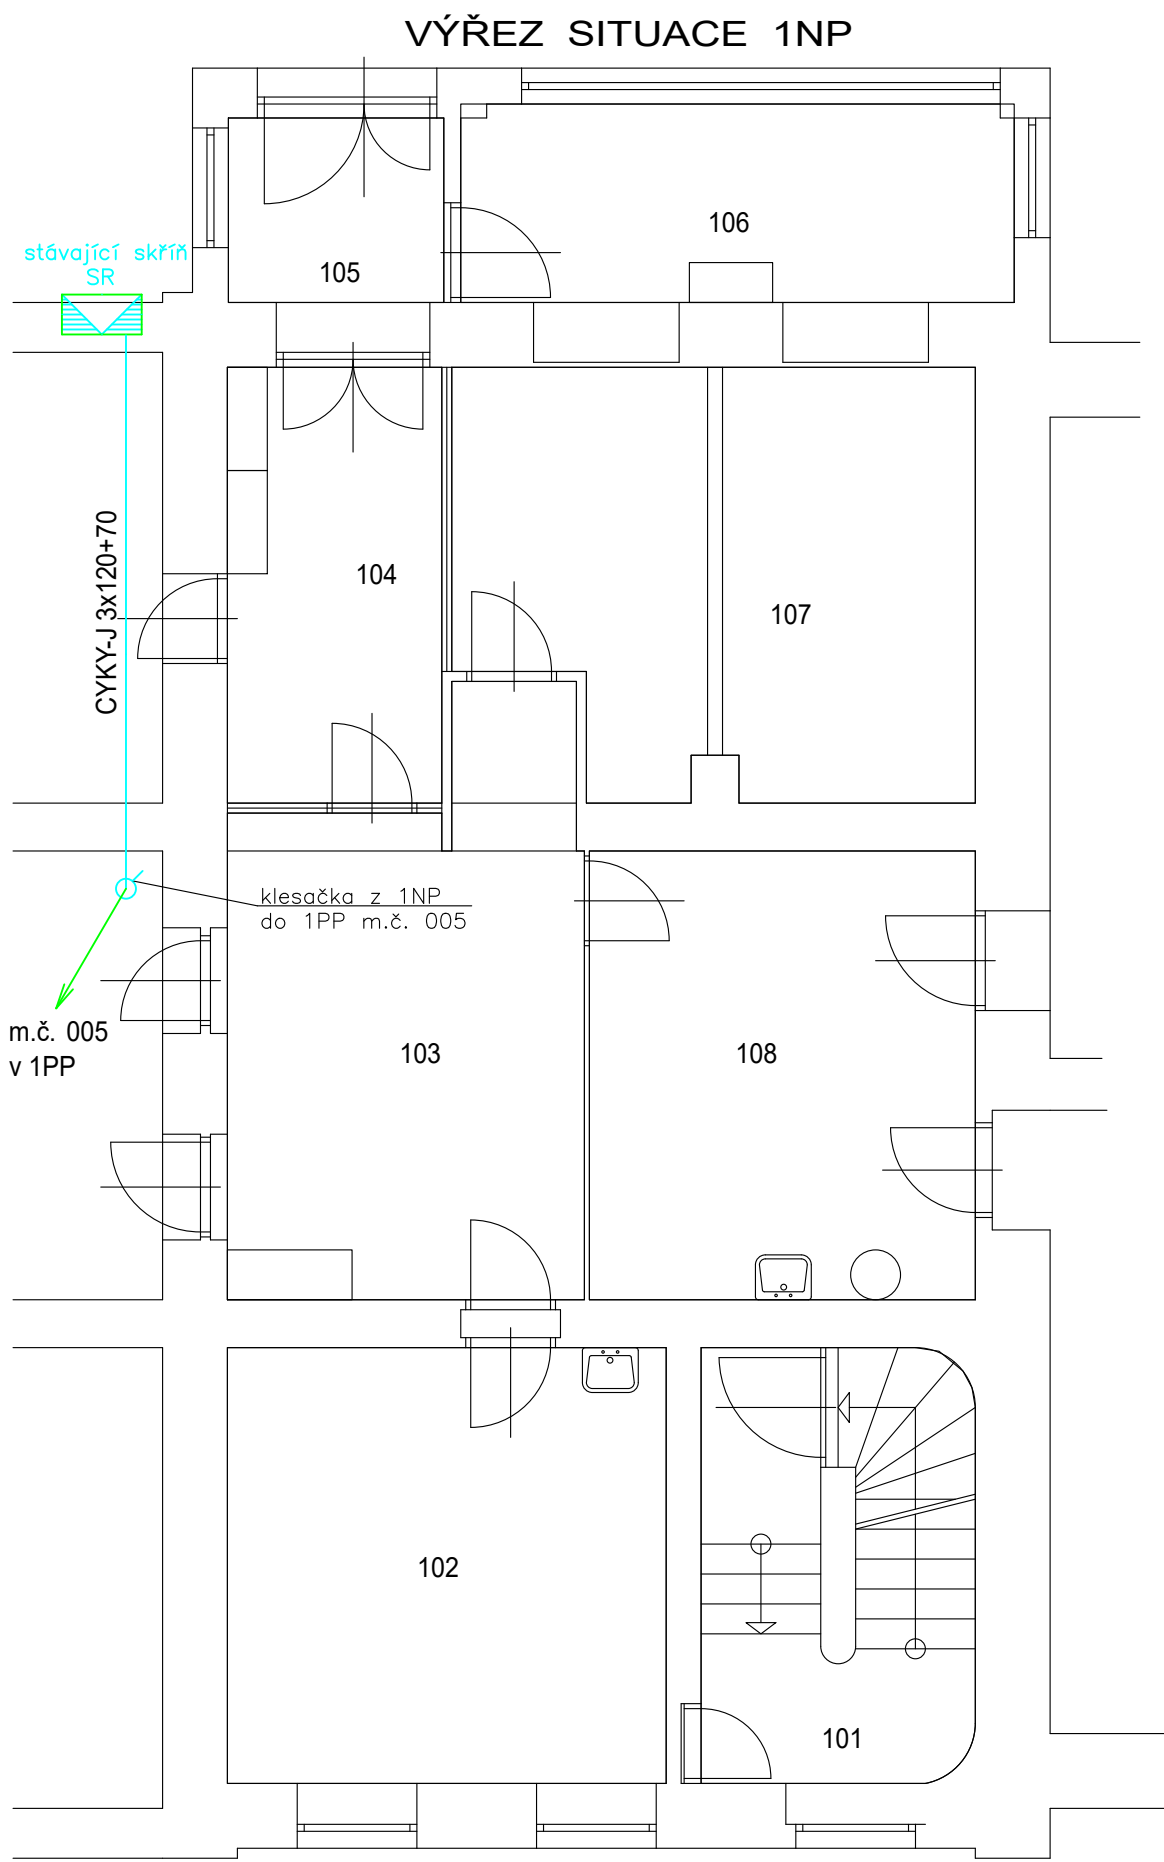 VÝŘEZ SITUACE 1NP
106
stávající skříň
SR
105
CYKY-J 3x120+70
104
107
klesačka z 1NP
do 1PP m.č. 005
m.č. 005
v 1PP
103
108
102
101